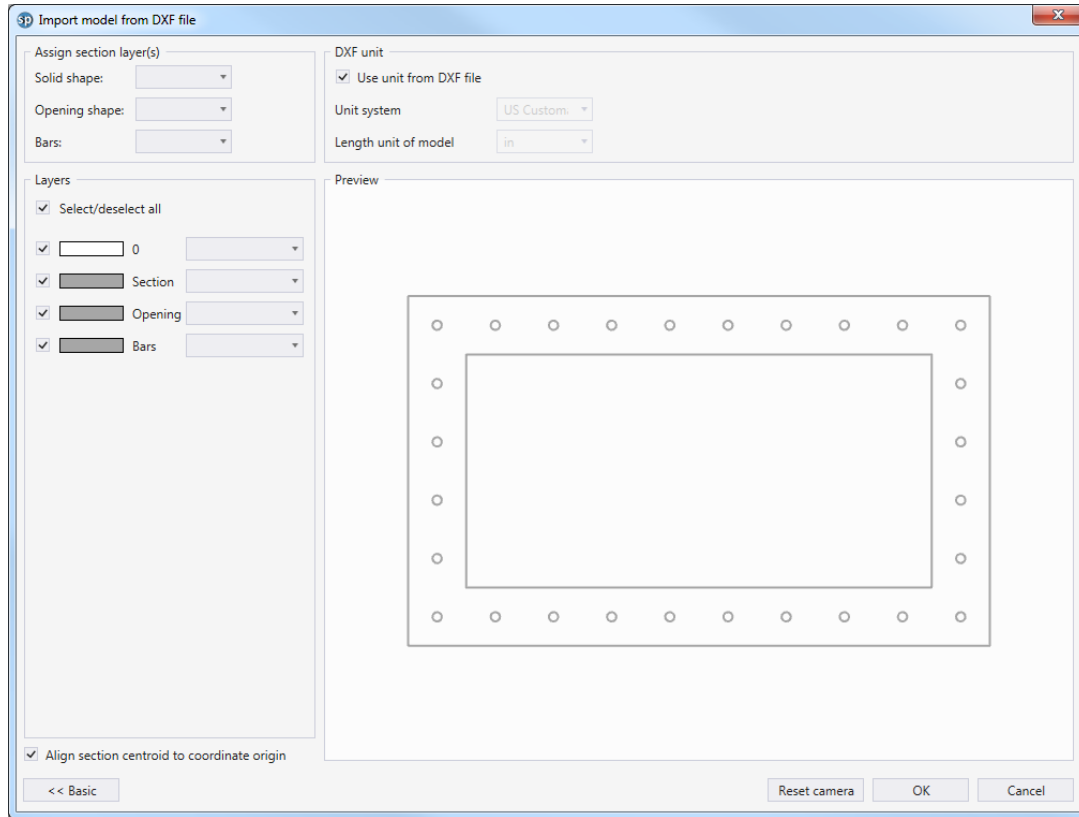 sp Import model from DXF file
x
Assign section layer(s)
Solid shape:
Opening shape:
Bars:
DXF unit
Use unit from DXF file
Unit system US Custom.
Length unit of model in
Layers
Select/deselect all
0
Section
Opening
Bars
Preview
Align section centroid to coordinate origin
<< Basic
Reset camera
OK
Cancel